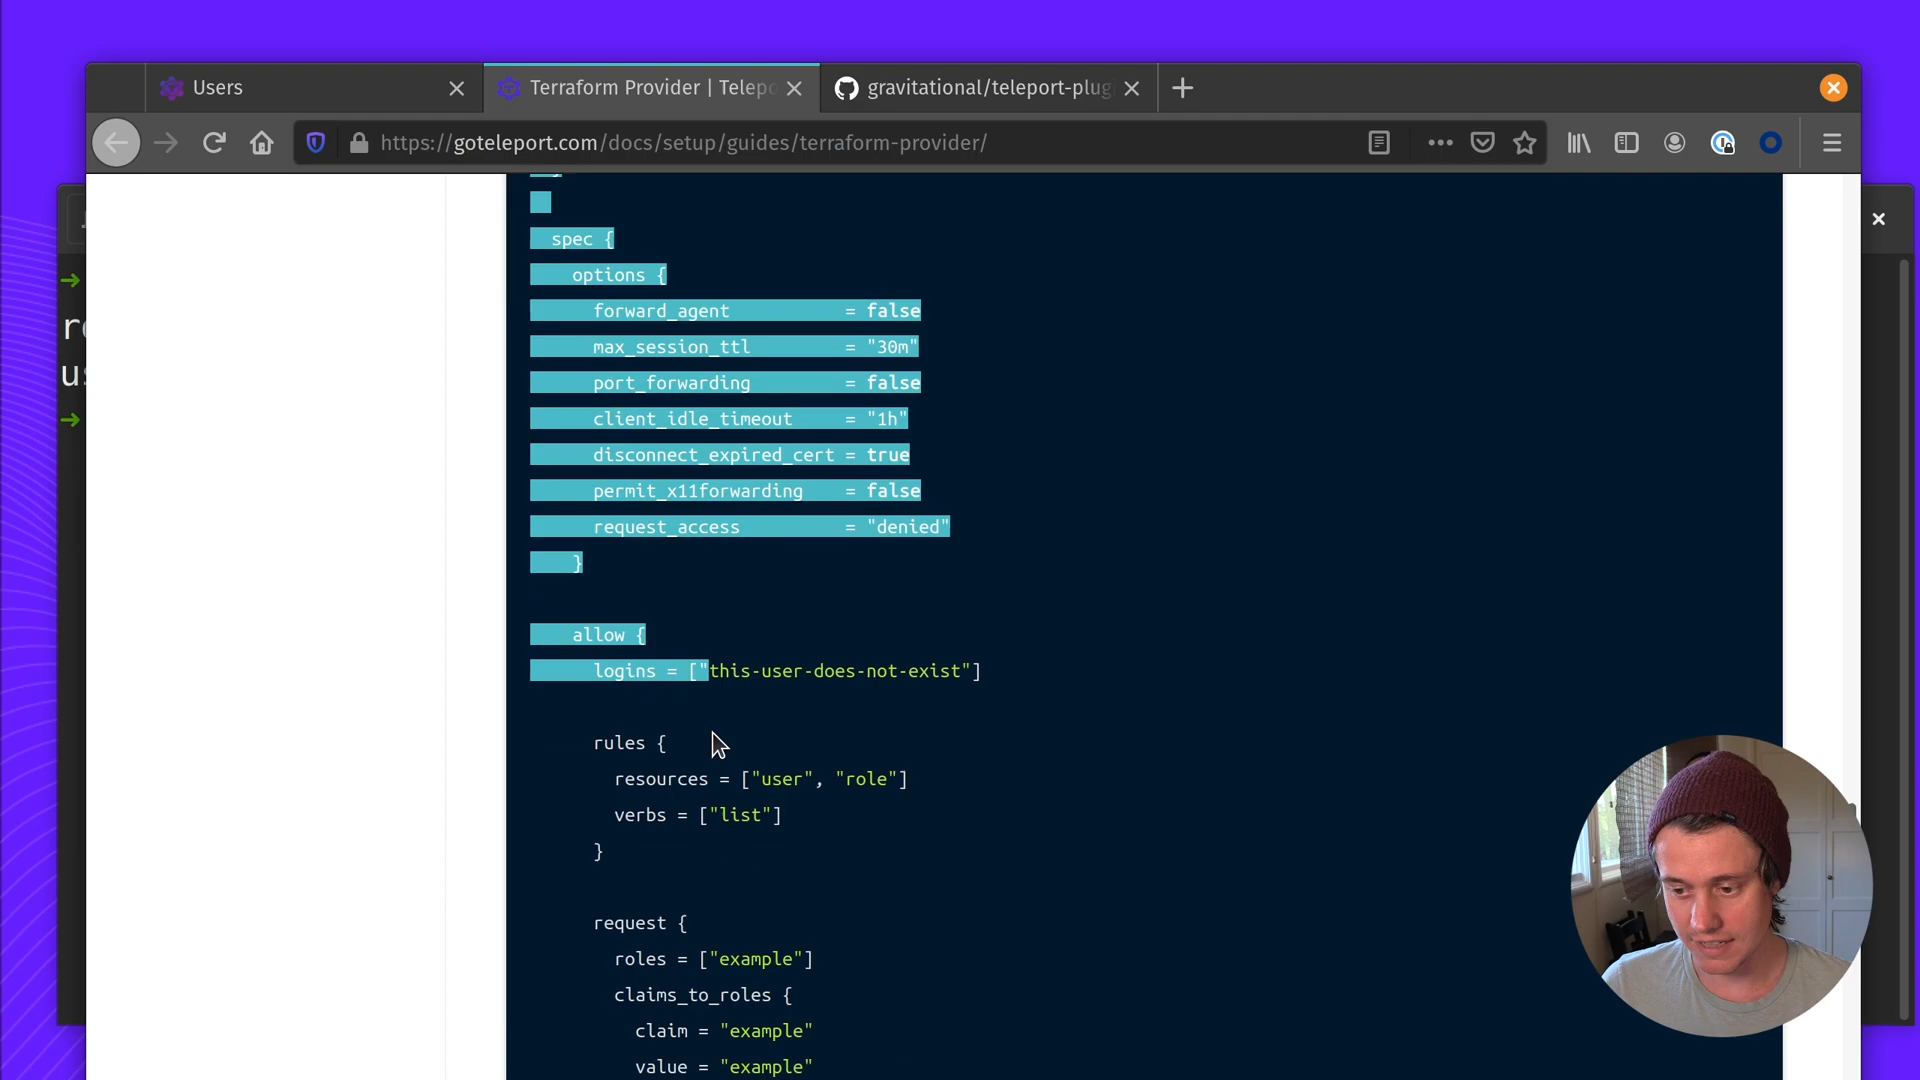 Users
Terraform Provider | Telepo
gravitational/teleport-plug
https://goteleport.com/docs/setup/guides/terraform-provider/
spec {
options {
forward_agent = false
max_session_ttl = "30m"
port_forwarding = false
client_idle_timeout = "1h"
disconnect_expired_cert = true
permit_x11forwarding = false
request_access = "denied"
}
allow {
logins = ["this-user-does-not-exist"]
rules {
resources = ["user", "role"]
verbs = ["list"]
}
request {
roles = ["example"]
claims_to_roles {
claim = "example"
value = "example"